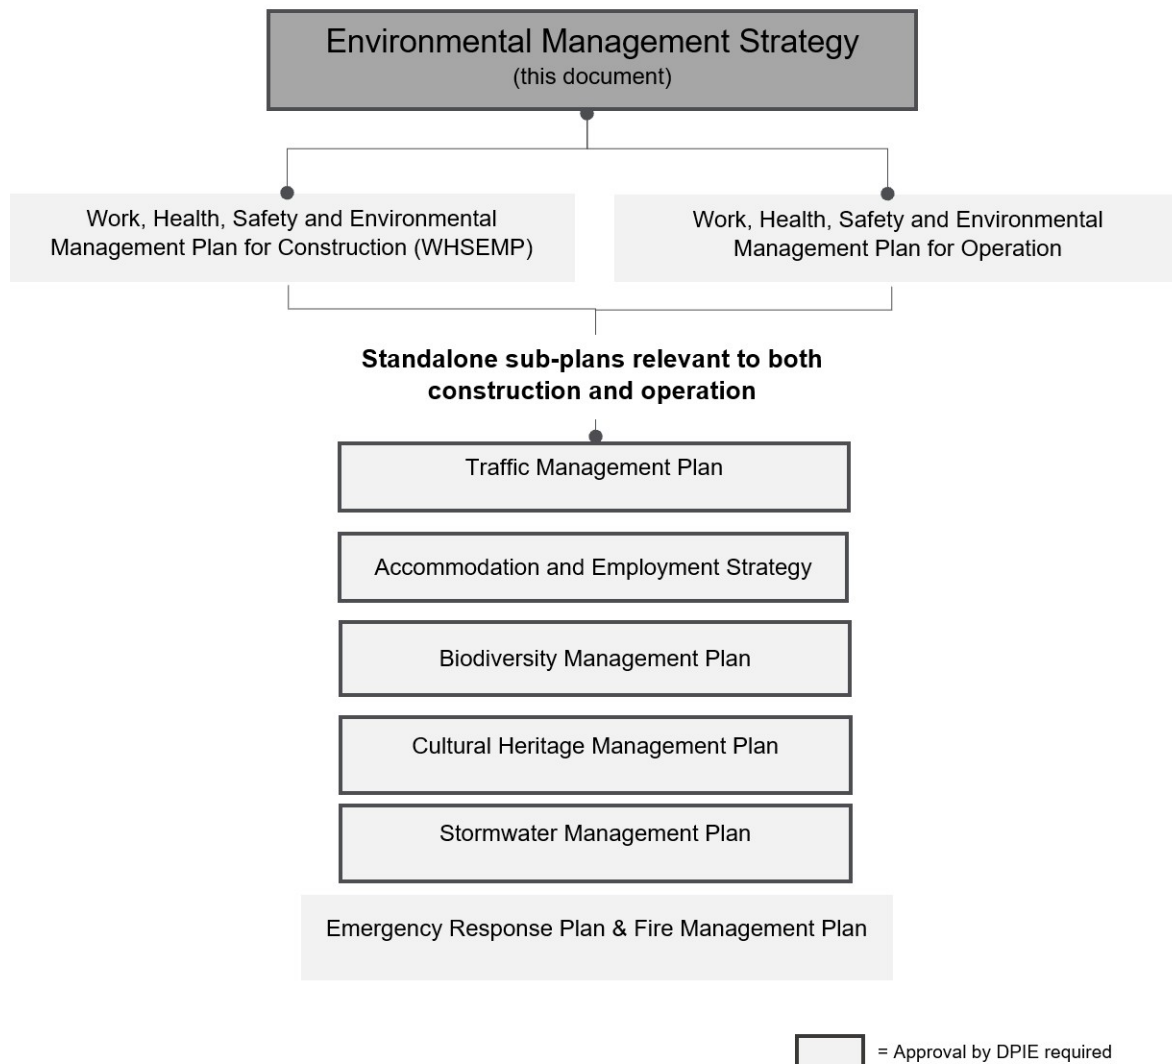 Environmental Management Strategy
(this document)
Work, Health, Safety and Environmental
Management Plan for Construction (WHSEMP)
Work, Health, Safety and Environmental
Management Plan for Operation
Standalone sub-plans relevant to both
construction and operation
Traffic Management Plan
Accommodation and Employment Strategy
Biodiversity Management Plan
Cultural Heritage Management Plan
Stormwater Management Plan
Emergency Response Plan & Fire Management Plan
= Approval by DPIE required